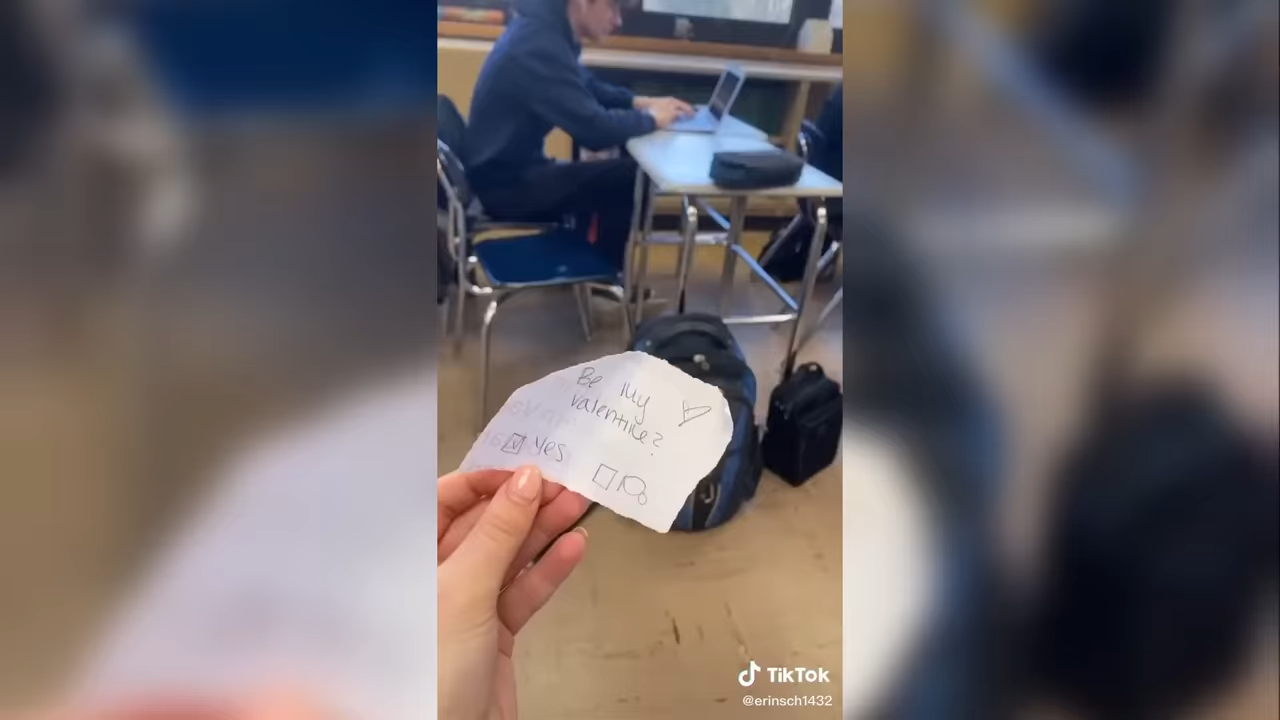 Be My
valentine?
yes
no
TikTok
@erinsch1432